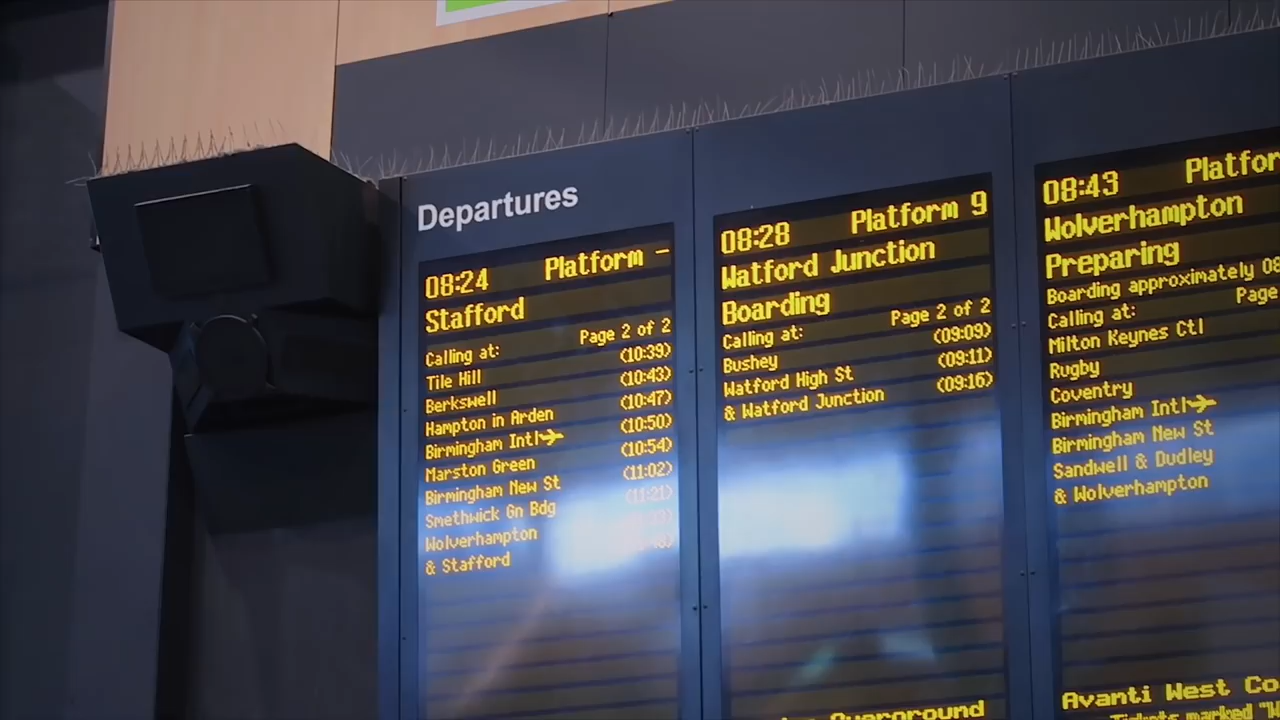 Departures
08:24 Platform -
Stafford
Page 2 of 2
Calling at:
Tile Hill (10:39)
Berkswell (10:43)
Hampton in Arden (10:47)
Birmingham Intl (10:50)
Marston Green (10:54)
Birmingham New St (11:02)
Smethwick Gn Bdg (11:21)
Wolverhampton
& Stafford
08:28 Platform 9
Watford Junction
Boarding
Page 2 of 2
Calling at:
Bushey (09:09)
Watford High St (09:11)
& Watford Junction (09:16)
Overground
08:43 Platfor
Wolverhampton
Preparing
Boarding approximately 08
Calling at: Page
Milton Keynes Ctl
Rugby
Coventry
Birmingham Intl
Birmingham New St
Sandwell & Dudley
& Wolverhampton
Avanti West Co
Tickets marked